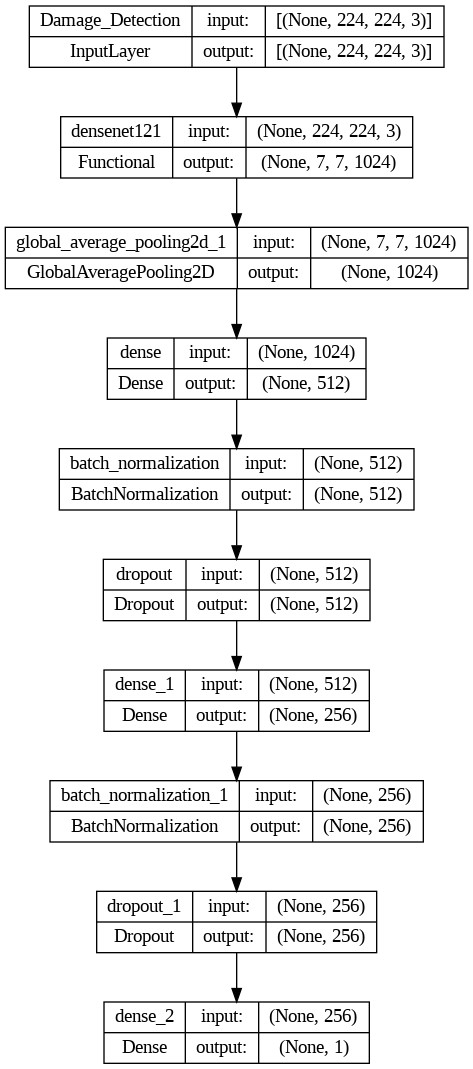 Damage_Detection input: [(None, 224, 224, 3)]
InputLayer output: [(None, 224, 224, 3)]
densenet121 input: (None, 224, 224, 3)
Functional output: (None, 7, 7, 1024)
global_average_pooling2d_1 input: (None, 7, 7, 1024)
GlobalAveragePooling2D output: (None, 1024)
dense input: (None, 1024)
Dense output: (None, 512)
batch_normalization input: (None, 512)
BatchNormalization output: (None, 512)
dropout input: (None, 512)
Dropout output: (None, 512)
dense_1 input: (None, 512)
Dense output: (None, 256)
batch_normalization_1 input: (None, 256)
BatchNormalization output: (None, 256)
dropout_1 input: (None, 256)
Dropout output: (None, 256)
dense_2 input: (None, 256)
Dense output: (None, 1)